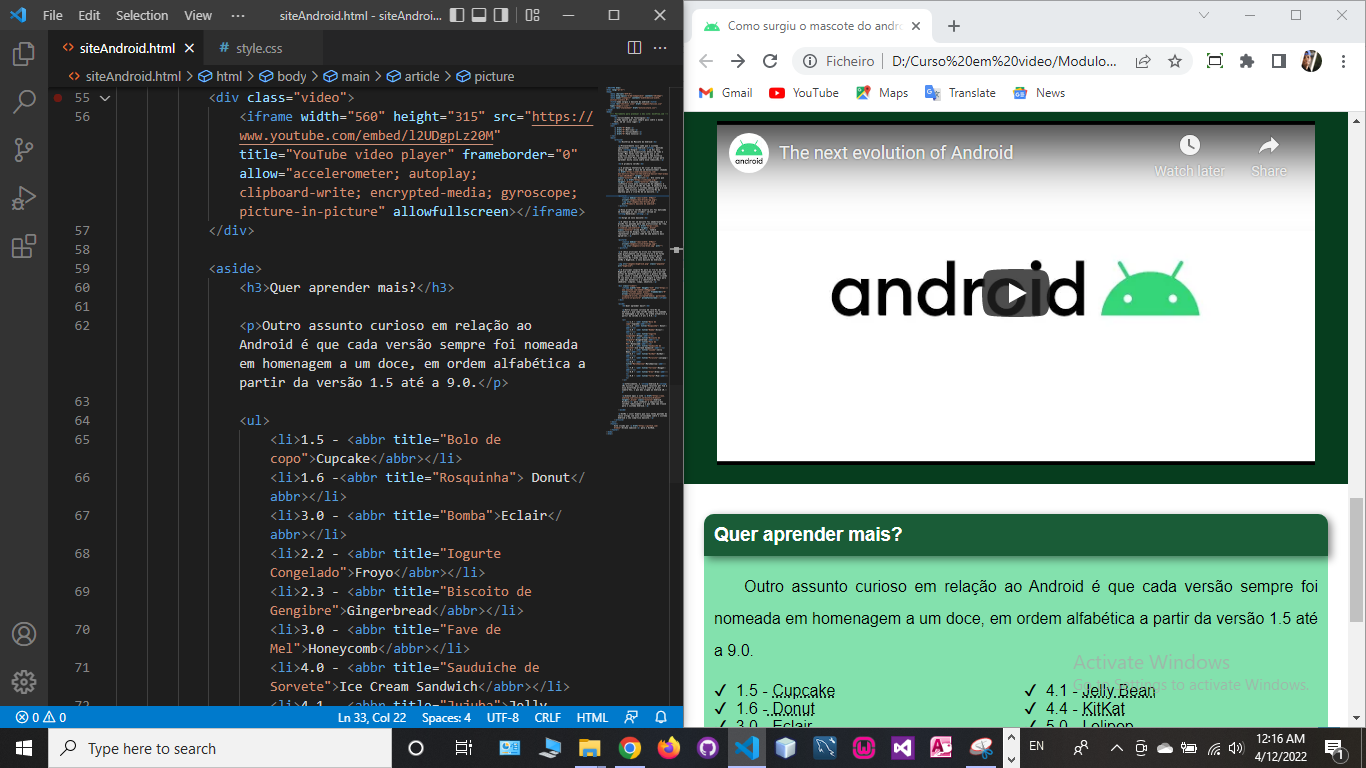 File Edit Selection View ··· siteAndroid.html - siteAndroi...
siteAndroid.html
# style.css
siteAndroid.html > html > body > main > article > picture
55 <div class="video">
56 <iframe width="560" height="315" src="https://
www.youtube.com/embed/l2UDgpLz20M"
title="YouTube video player" frameborder="0"
allow="accelerometer; autoplay;
clipboard-write; encrypted-media; gyroscope;
picture-in-picture" allowfullscreen></iframe>
57 </div>
58
59 <aside>
60 <h3>Quer aprender mais?</h3>
61
62 <p>Outro assunto curioso em relação ao
Android é que cada versão sempre foi nomeada
em homenagem a um doce, em ordem alfabética a
partir da versão 1.5 até a 9.0.</p>
63
64 <ul>
65 <li>1.5 - <abbr title="Bolo de
copo">Cupcake</abbr></li>
66 <li>1.6 -<abbr title="Rosquinha"> Donut</
abbr></li>
67 <li>3.0 - <abbr title="Bomba">Eclair</
abbr></li>
68 <li>2.2 - <abbr title="Iogurte
Congelado">Froyo</abbr></li>
69 <li>2.3 - <abbr title="Biscoito de
Gengibre">Gingerbread</abbr></li>
70 <li>3.0 - <abbr title="Fave de
Mel">Honeycomb</abbr></li>
71 <li>4.0 - <abbr title="Sauduiche de
Sorvete">Ice Cream Sandwich</abbr></li>
72 <li>4.1 - <abbr title="Jujuba">Jelly
0 0 Ln 33, Col 22 Spaces: 4 UTF-8 CRLF HTML
Como surgiu o mascote do andro
Ficheiro | D:/Curso%20em%20video/Modulo...
Gmail YouTube Maps Translate News
android
The next evolution of Android
Watch later Share
android
Quer aprender mais?
Outro assunto curioso em relação ao Android é que cada versão sempre foi
nomeada em homenagem a um doce, em ordem alfabética a partir da versão 1.5 até
a 9.0.
Activate Windows
Go to Settings to activate Windows.
✓ 1.5 - Cupcake
✓ 1.6 - Donut
✓ 3.0 - Eclair
✓ 4.1 - Jelly Bean
✓ 4.4 - KitKat
✓ 5.0 - Lolipop
Type here to search
EN
12:16 AM
4/12/2022
1